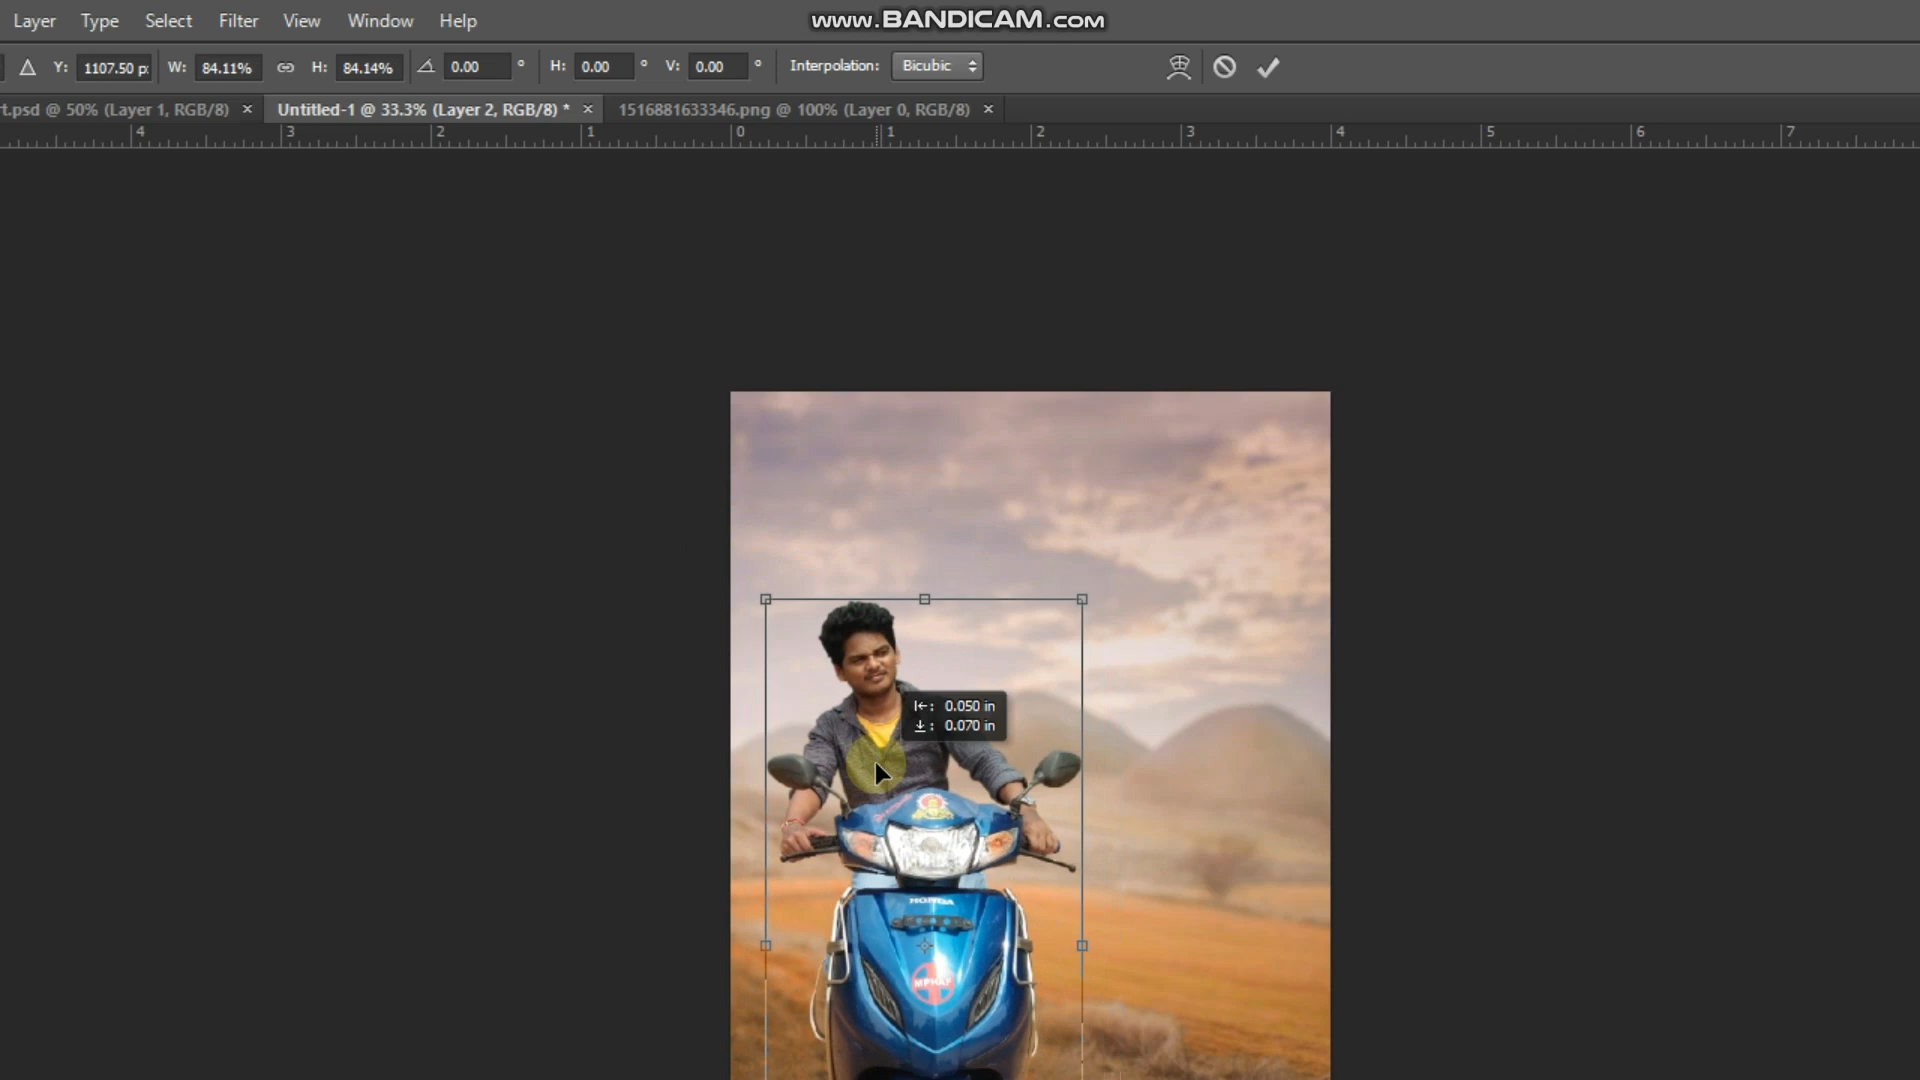 Layer Type Select Filter View Window Help
www.BANDICAM.com
Y: 1107.50 p: W: 84.11% H: 84.14% 0.00 ° H: 0.00 ° V: 0.00 ° Interpolation: Bicubic
rt.psd @ 50% (Layer 1, RGB/8) × Untitled-1 @ 33.3% (Layer 2, RGB/8) * × 1516881633346.png @ 100% (Layer 0, RGB/8) ×
4 3 2 1 0 1 2 3 4 5 6 7
0.050 in
0.070 in
HONDA